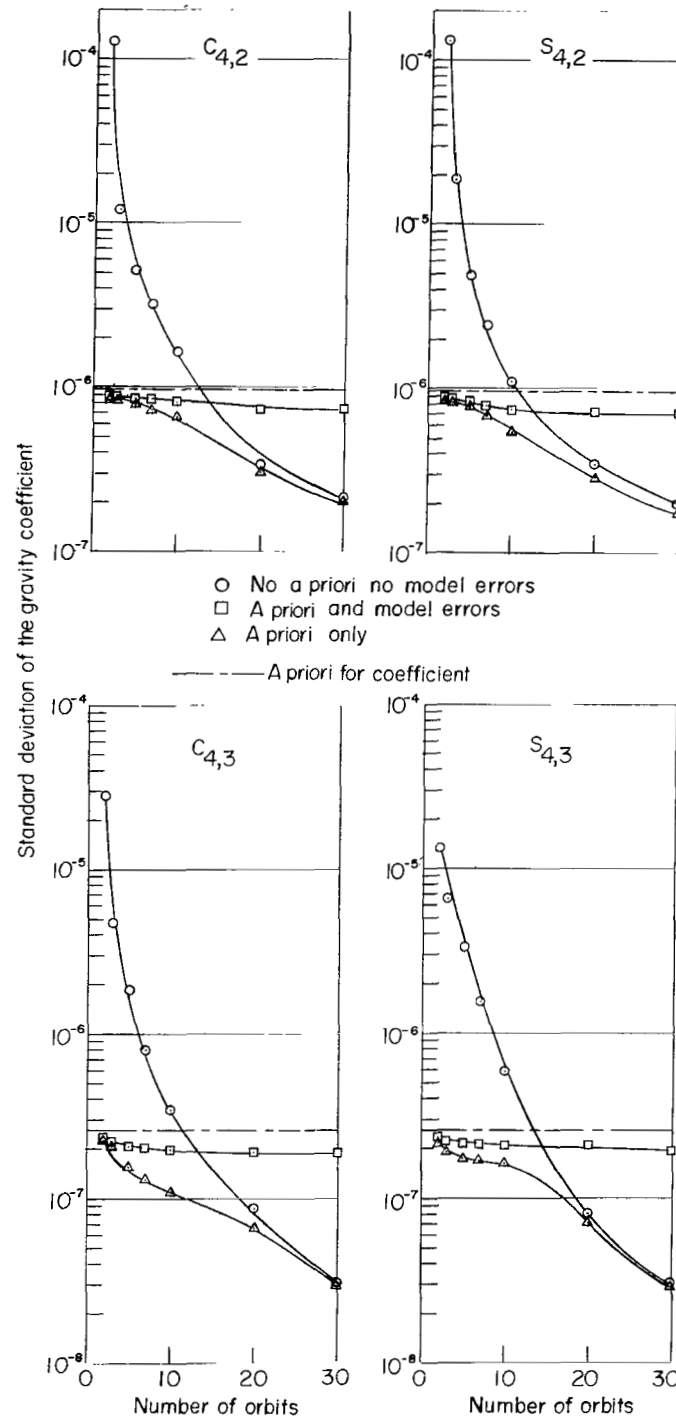 C4,2
S4,2
10-4
10-4
10-5
10-5
10-6
10-6
10-7
10-7
Standard deviation of the gravity coefficient
No a priori no model errors
A priori and model errors
A priori only
A priori for coefficient
C4,3
S4,3
10-4
10-4
10-5
10-5
10-6
10-6
10-7
10-7
10-8
10-8
0 10 20 30
0 10 20 30
Number of orbits
Number of orbits